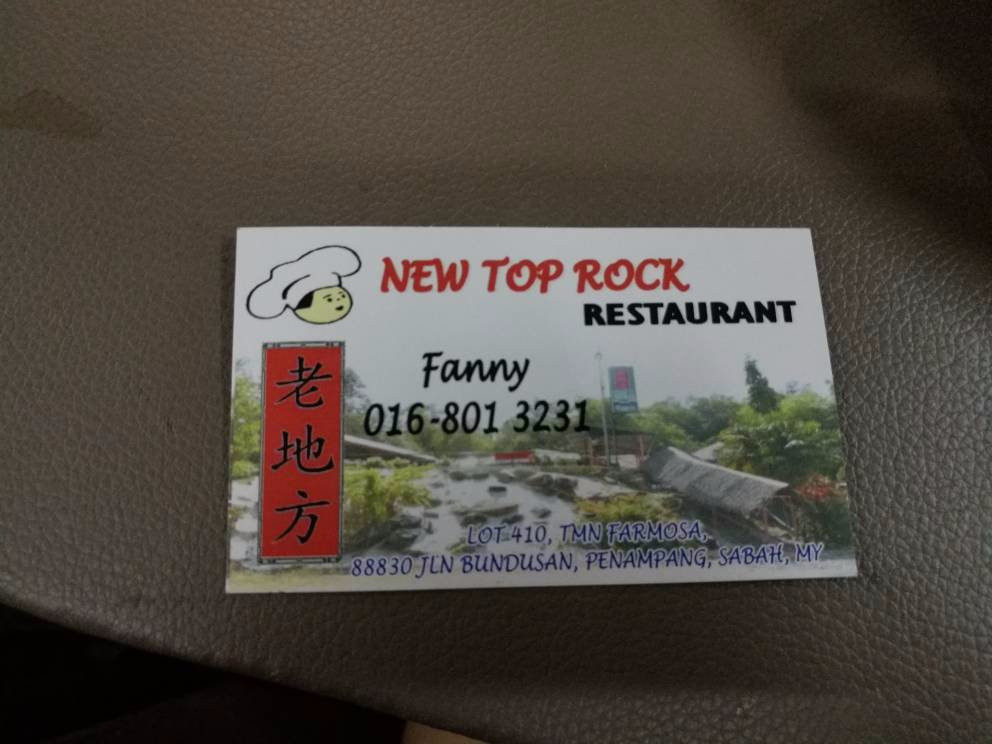 NEW TOP ROCK
RESTAURANT
老地方
Fanny
016-801 3231
LOT 410, TMN FARMOSA,
88830 JLN BUNDUSAN, PENAMPANG, SABAH, MY